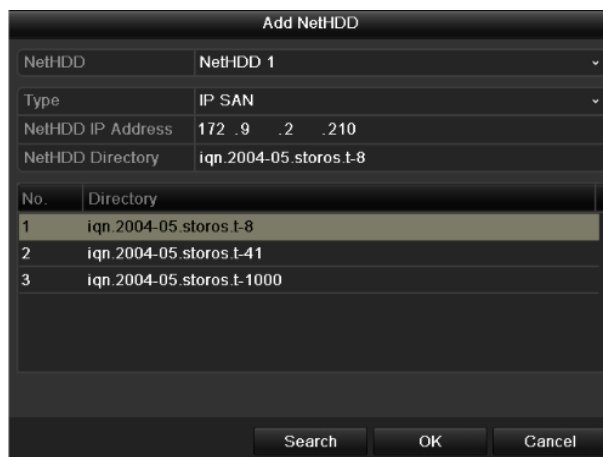 Add NetHDD
NetHDD NetHDD 1
Type IP SAN
NetHDD IP Address 172 .9 .2 .210
NetHDD Directory iqn.2004-05.storos.t-8
No. Directory
1 iqn.2004-05.storos.t-8
2 iqn.2004-05.storos.t-41
3 iqn.2004-05.storos.t-1000
Search OK Cancel